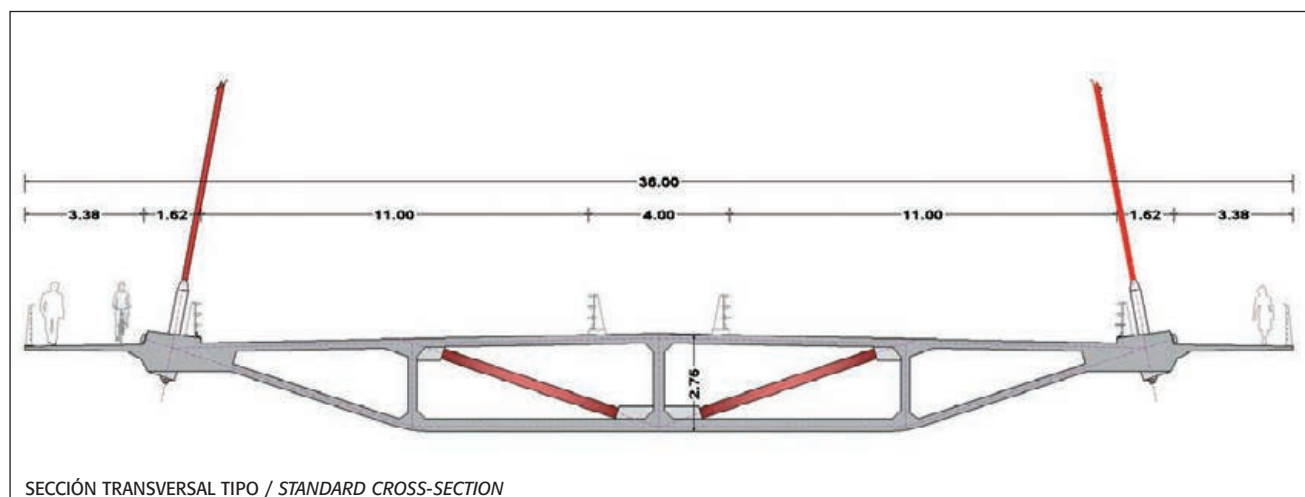 36.00
3.38 1.62 11.00 4.00 11.00 1.62 3.38
2.75
SECCIÓN TRANSVERSAL TIPO / STANDARD CROSS-SECTION